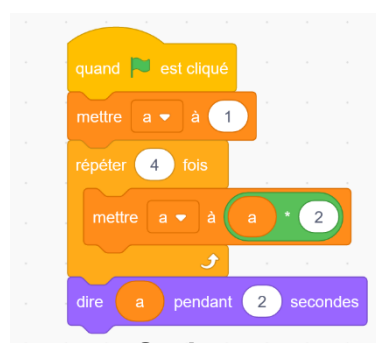 quand est cliqué
mettre a à 1
répéter 4 fois
mettre a à a * 2
dire a pendant 2 secondes